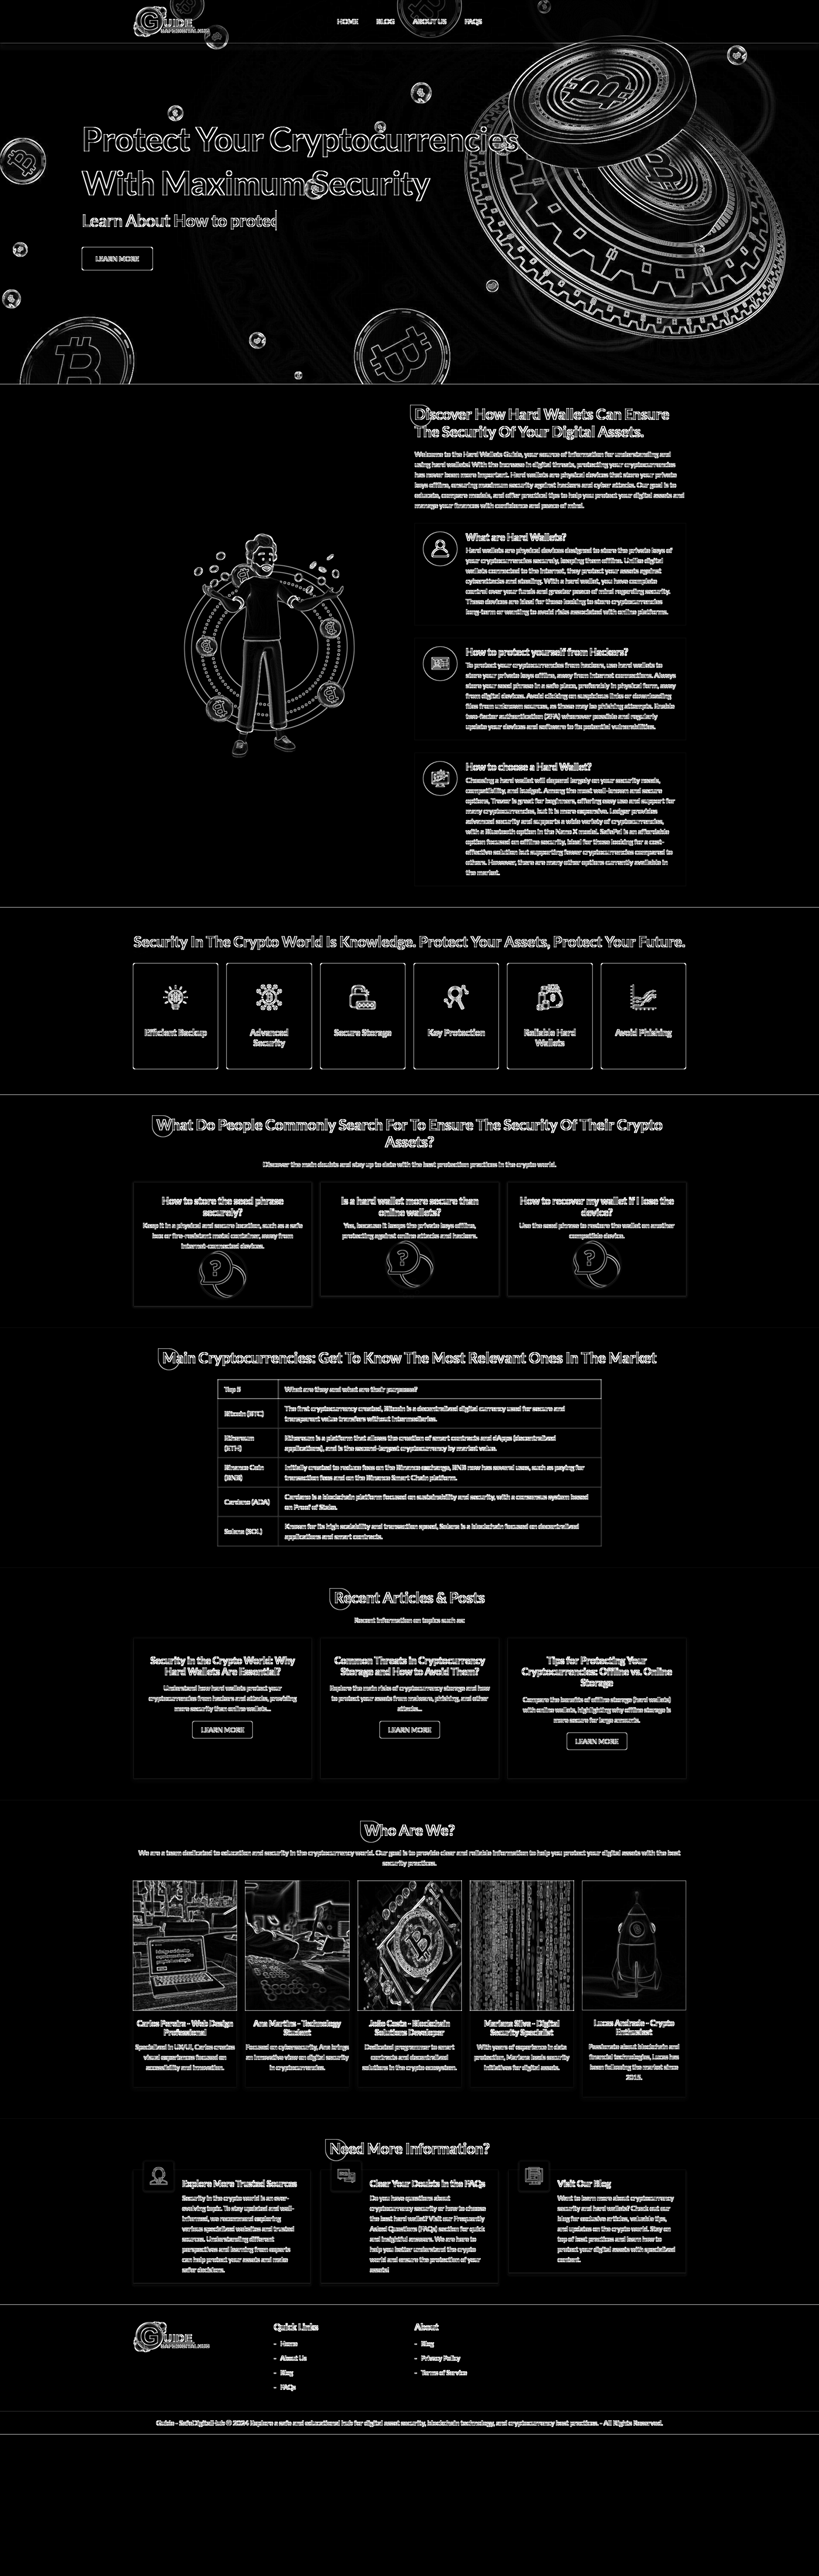 GUIDE
HOME
BLOG
ABOUT US
FAQS
Protect Your Cryptocurrencies
With Maximum Security
Learn About How to protec
LEARN MORE
Discover How Hard Wallets Can Ensure
The Security Of Your Digital Assets.
Welcome to the Hard Wallets Guide, your source of information for understanding and
using hard wallets! With the increase in digital threats, protecting your cryptocurrencies
has never been more important. Hard wallets are physical devices that store your private
keys offline, ensuring maximum security against hackers and cyber attacks. Our goal is to
educate, compare models, and offer practical tips to help you protect your digital assets and
manage your finances with confidence and peace of mind.
What are Hard Wallets?
Hard wallets are physical devices designed to store the private keys of
your cryptocurrencies securely, keeping them offline. Unlike digital
wallets connected to the internet, they protect your assets against
cyberattacks and stealing. With a hard wallet, you have complete
control over your funds and greater peace of mind regarding security.
These devices are ideal for those looking to store cryptocurrencies
long-term or wanting to avoid risks associated with online platforms.
How to protect yourself from Hackers?
To protect your cryptocurrencies from hackers, use hard wallets to
store your private keys offline, away from internet connections. Always
store your seed phrase in a safe place, preferably in physical form, away
from digital devices. Avoid clicking on suspicious links or downloading
files from unknown sources, as these may be phishing attempts. Enable
two-factor authentication (2FA) whenever possible and regularly
update your devices and software to fix potential vulnerabilities.
How to choose a Hard Wallet?
Choosing a hard wallet will depend largely on your security needs,
compatibility, and budget. Among the most well-known and secure
options, Trezor is great for beginners, offering easy use and support for
many cryptocurrencies, but it is more expensive. Ledger provides
advanced security and supports a wide variety of cryptocurrencies,
with a Bluetooth option in the Nano X model. SafePal is an affordable
option focused on offline security, ideal for those looking for a cost-
effective solution but supporting fewer cryptocurrencies compared to
others. However, there are many other options currently available in
the market.
Security In The Crypto World Is Knowledge. Protect Your Assets, Protect Your Future.
Efficient Backup
Advanced
Security
Secure Storage
Key Protection
Reliable Hard
Wallets
Avoid Phishing
What Do People Commonly Search For To Ensure The Security Of Their Crypto
Assets?
Discover the main doubts and stay up to date with the best protection practices in the crypto world.
How to store the seed phrase
securely?
Keep it in a physical and secure location, such as a safe
box or fire-resistant metal container, away from
internet-connected devices.
Is a hard wallet more secure than
online wallets?
Yes, because it keeps the private keys offline,
protecting against online attacks and hackers.
How to recover my wallet if I lose the
device?
Use the seed phrase to restore the wallet on another
compatible device.
Main Cryptocurrencies: Get To Know The Most Relevant Ones In The Market
Top 5
What are they and what are their purposes?
Bitcoin (BTC)
The first cryptocurrency created, Bitcoin is a decentralized digital currency used for secure and
transparent value transfers without intermediaries.
Ethereum
(ETH)
Ethereum is a platform that allows the creation of smart contracts and dApps (decentralized
applications), and is the second-largest cryptocurrency by market value.
Binance Coin
(BNB)
Initially created to reduce fees on the Binance exchange, BNB now has several uses, such as paying for
transaction fees and on the Binance Smart Chain platform.
Cardano (ADA)
Cardano is a blockchain platform focused on sustainability and security, with a consensus system based
on Proof of Stake.
Solana (SOL)
Known for its high scalability and transaction speed, Solana is a blockchain focused on decentralized
applications and smart contracts.
Recent Articles & Posts
Recent information on topics such as:
Security in the Crypto World: Why
Hard Wallets Are Essential?
Understand how hard wallets protect your
cryptocurrencies from hackers and attacks, providing
more security than online wallets...
LEARN MORE
Common Threats in Cryptocurrency
Storage and How to Avoid Them?
Explore the main risks of cryptocurrency storage and how
to protect your assets from malware, phishing, and other
attacks...
LEARN MORE
Tips for Protecting Your
Cryptocurrencies: Offline vs. Online
Storage
Compare the benefits of offline storage (hard wallets)
with online wallets, highlighting why offline storage is
more secure for large amounts.
LEARN MORE
Who Are We?
We are a team dedicated to education and security in the cryptocurrency world. Our goal is to provide clear and reliable information to help you protect your digital assets with the best
security practices.
Carlos Pereira - Web Design
Professional
Specialized in UX/UI, Carlos creates
visual experiences focused on
accessibility and innovation.
Ana Martins - Technology
Student
Focused on cybersecurity, Ana brings
an innovative view on digital security
in cryptocurrencies.
João Costa - Blockchain
Solutions Developer
Dedicated programmer to smart
contracts and decentralized
solutions in the crypto ecosystem.
Mariana Silva - Digital
Security Specialist
With years of experience in data
protection, Mariana leads security
initiatives for digital assets.
Lucas Andrade - Crypto
Enthusiast
Passionate about blockchain and
financial technologies, Lucas has
been following the market since
2015.
Need More Information?
Explore More Trusted Sources
Security in the crypto world is an ever-
evolving topic. To stay updated and well-
informed, we recommend exploring
various specialized websites and trusted
sources. Understanding different
perspectives and learning from experts
can help protect your assets and make
safer decisions.
Clear Your Doubts in the FAQs
Do you have questions about
cryptocurrency security or how to choose
the best hard wallet? Visit our Frequently
Asked Questions (FAQs) section for quick
and insightful answers. We are here to
help you better understand the crypto
world and ensure the protection of your
assets!
Visit Our Blog
Want to learn more about cryptocurrency
security and hard wallets? Check out our
blog for exclusive articles, valuable tips,
and updates on the crypto world. Stay on
top of best practices and learn how to
protect your digital assets with specialized
content.
GUIDE
Quick Links
- Home
- About Us
- Blog
- FAQs
About
- Blog
- Privacy Policy
- Terms of Service
Guide - SafeDigitalHub © 2024 Explore a safe and educational hub for digital asset security, blockchain technology, and cryptocurrency best practices. - All Rights Reserved.